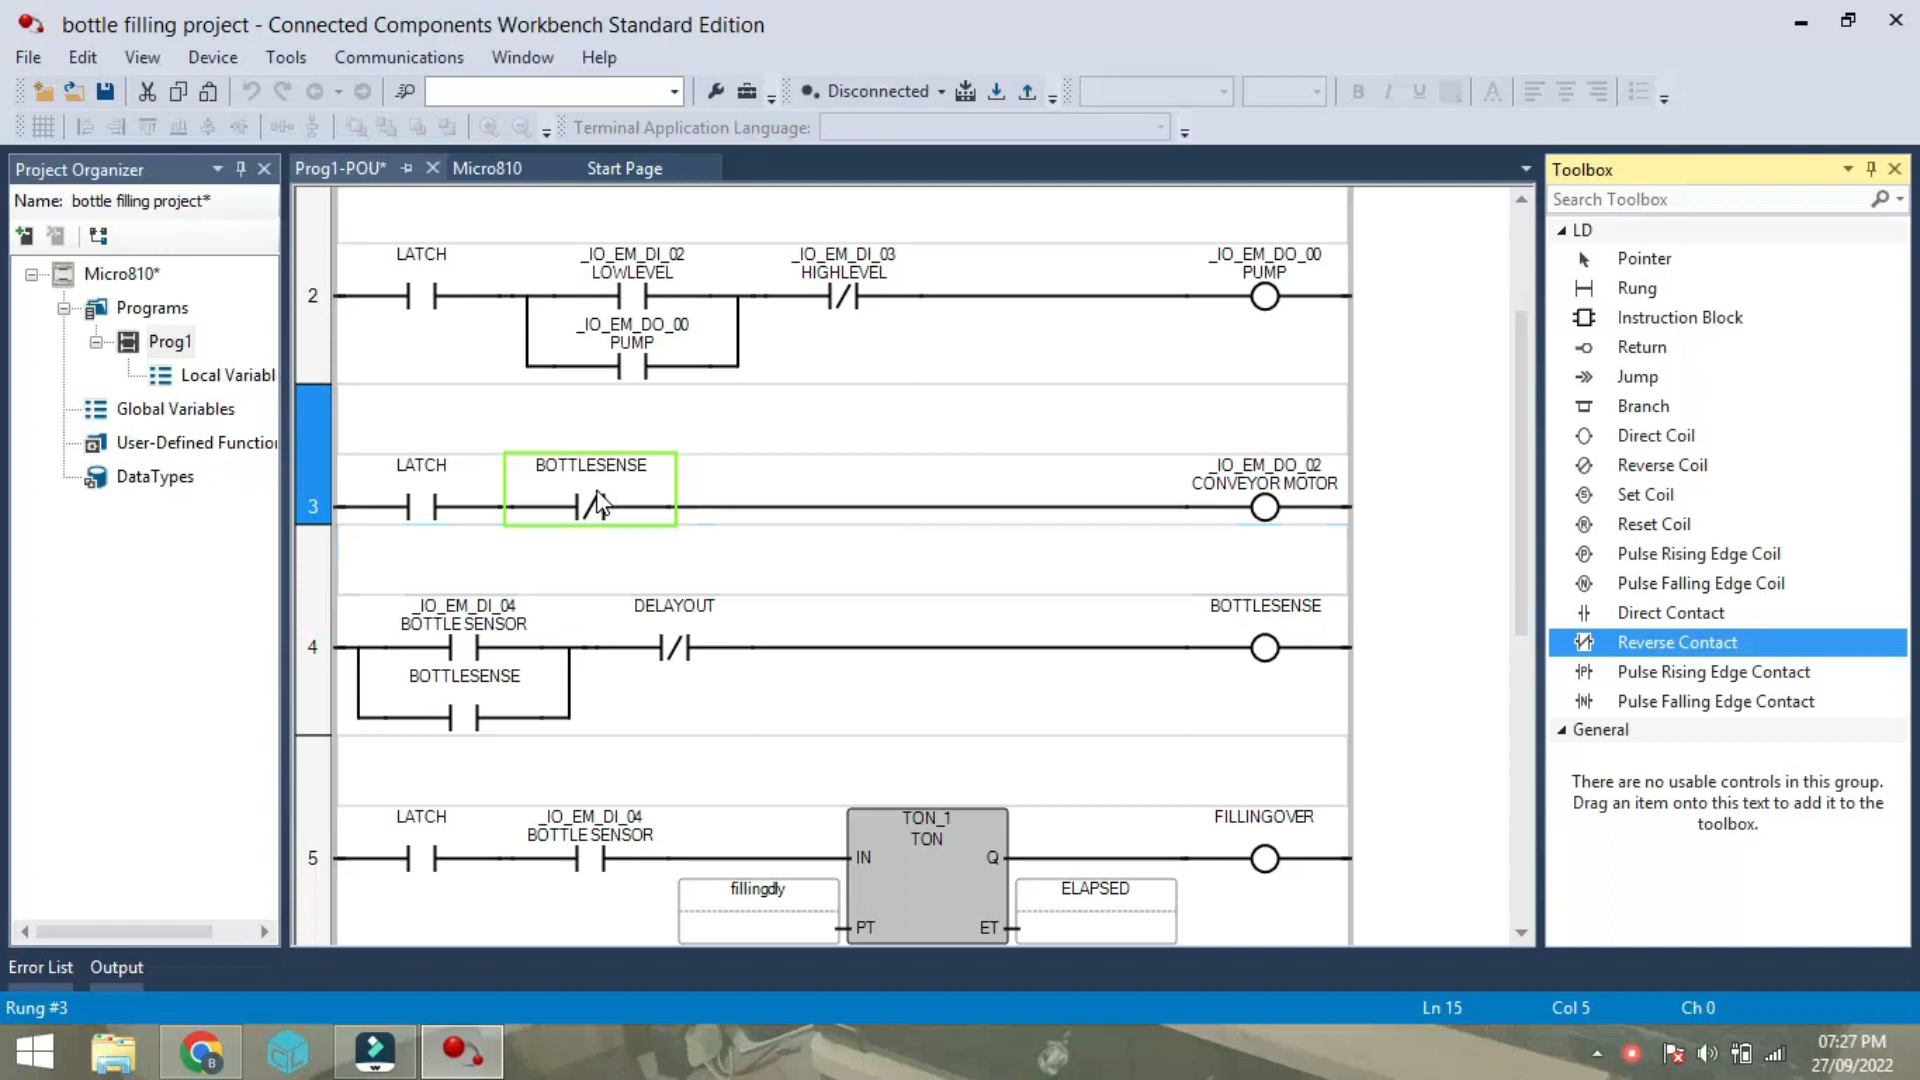 bottle filling project - Connected Components Workbench Standard Edition
File Edit View Device Tools Communications Window Help
Disconnected
B I U A
Terminal Application Language:
Project Organizer
Name: bottle filling project*
Micro810*
Programs
Prog1
Local Variabl
Global Variables
User-Defined Function
DataTypes
Prog1-POU* Micro810 Start Page
LATCH _IO_EM_DI_02 _IO_EM_DI_03 _IO_EM_DO_00
LOWLEVEL HIGHLEVEL PUMP
2
_IO_EM_DO_00
PUMP
LATCH BOTTLESENSE _IO_EM_DO_02
CONVEYOR MOTOR
3
_IO_EM_DI_04 DELAYOUT BOTTLESENSE
BOTTLE SENSOR
4
BOTTLESENSE
LATCH _IO_EM_DI_04 TON_1 FILLINGOVER
BOTTLE SENSOR TON
5 IN Q
fillingdly ELAPSED
PT ET
Toolbox
Search Toolbox
LD
Pointer
Rung
Instruction Block
Return
Jump
Branch
Direct Coil
Reverse Coil
Set Coil
Reset Coil
Pulse Rising Edge Coil
Pulse Falling Edge Coil
Direct Contact
Reverse Contact
Pulse Rising Edge Contact
Pulse Falling Edge Contact
General
There are no usable controls in this group.
Drag an item onto this text to add it to the
toolbox.
Error List Output
Rung #3 Ln 15 Col 5 Ch 0
07:27 PM
27/09/2022